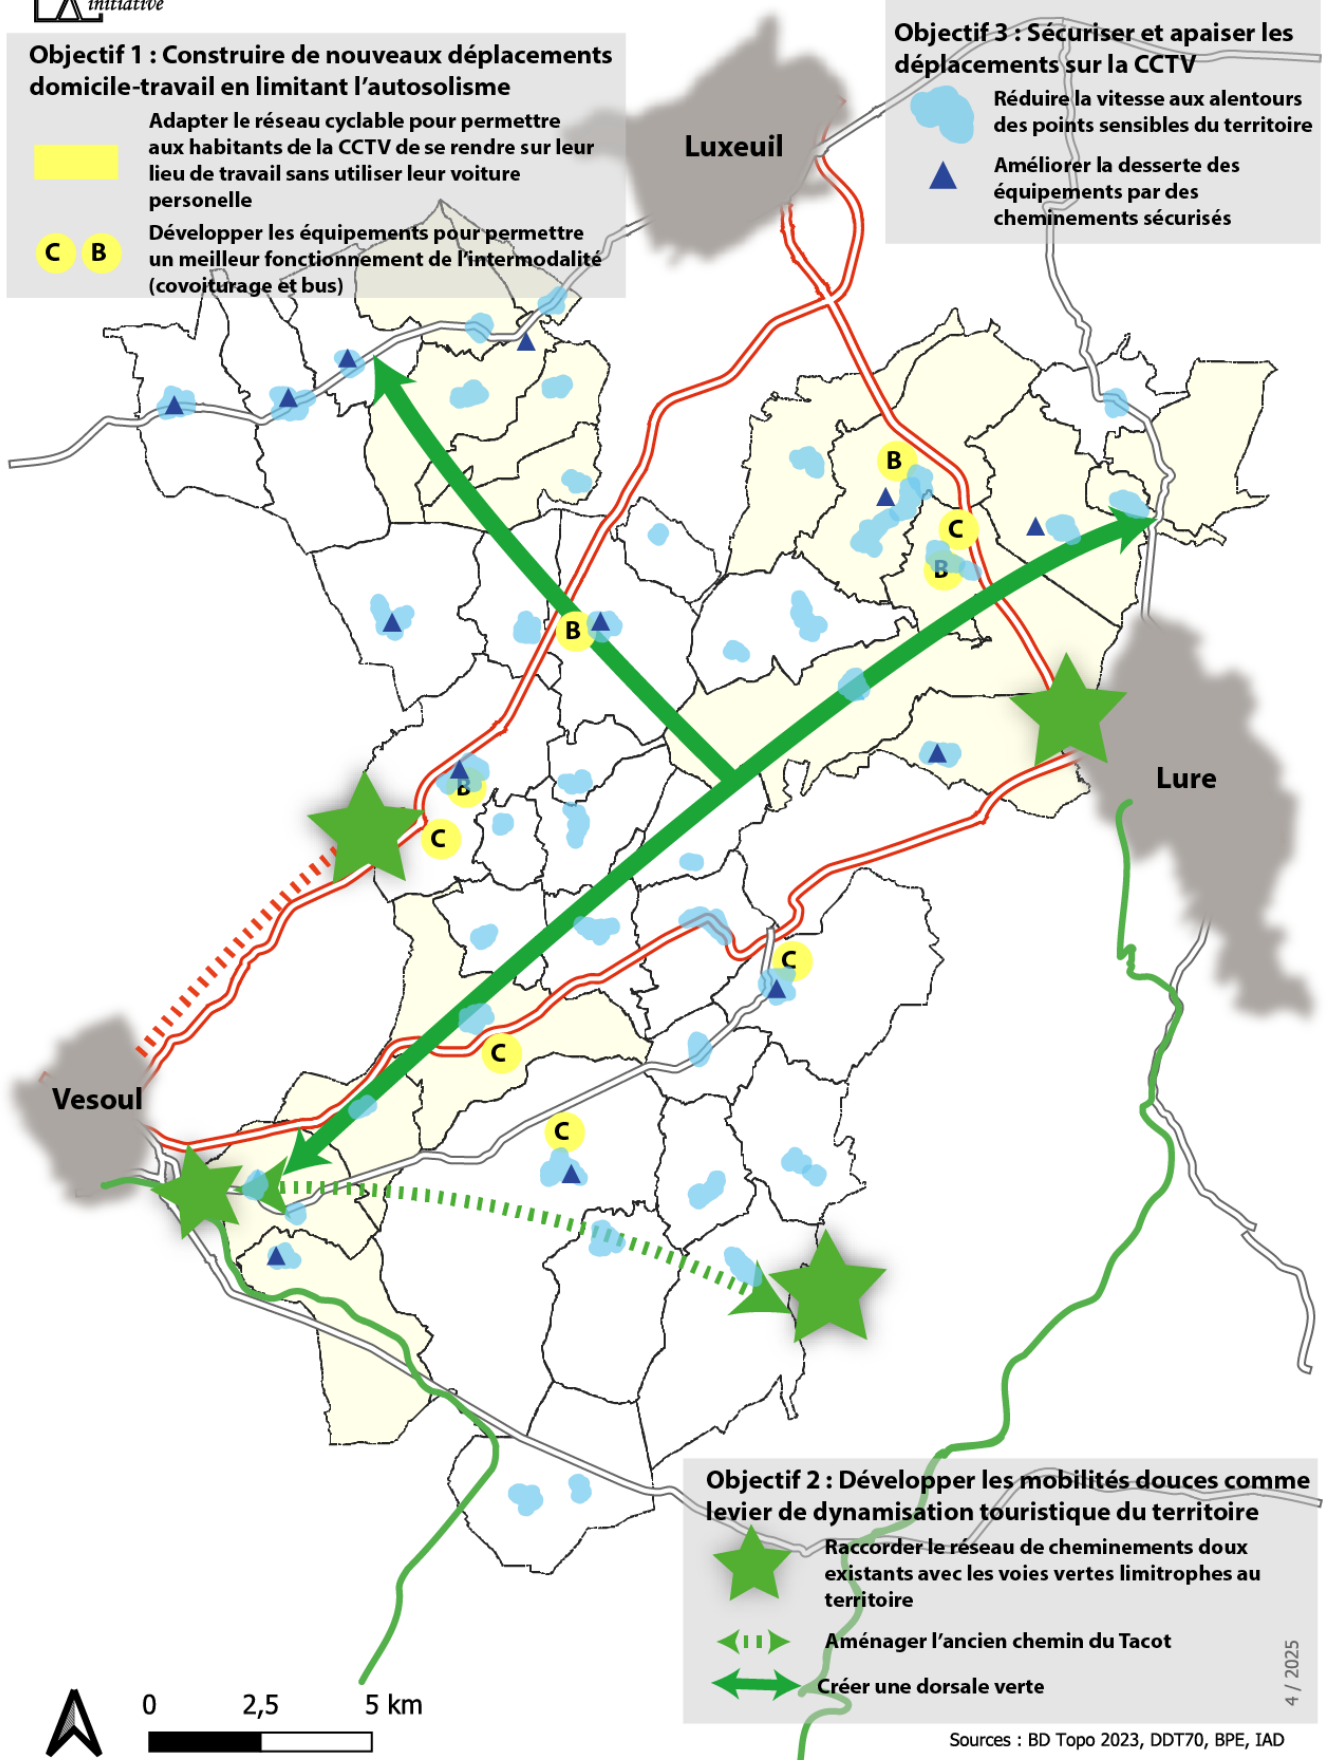 initiative
Objectif 1 : Construire de nouveaux déplacements
domicile-travail en limitant l'autosolisme
Adapter le réseau cyclable pour permettre
aux habitants de la CCTV de se rendre sur leur
lieu de travail sans utiliser leur voiture
personelle
C B
Développer les équipements pour permettre
un meilleur fonctionnement de l'intermodalité
(covoiturage et bus)
Objectif 3 : Sécuriser et apaiser les
déplacements sur la CCTV
Réduire la vitesse aux alentours
des points sensibles du territoire
Améliorer la desserte des
équipements par des
cheminements sécurisés
Luxeuil
B
C
B
B
Lure
B
C
C
C
Vesoul
C
Objectif 2 : Développer les mobilités douces comme
levier de dynamisation touristique du territoire
Raccorder le réseau de cheminements doux
existants avec les voies vertes limitrophes au
territoire
Aménager l'ancien chemin du Tacot
Créer une dorsale verte
4 / 2025
0 2,5 5 km
Sources : BD Topo 2023, DDT70, BPE, IAD